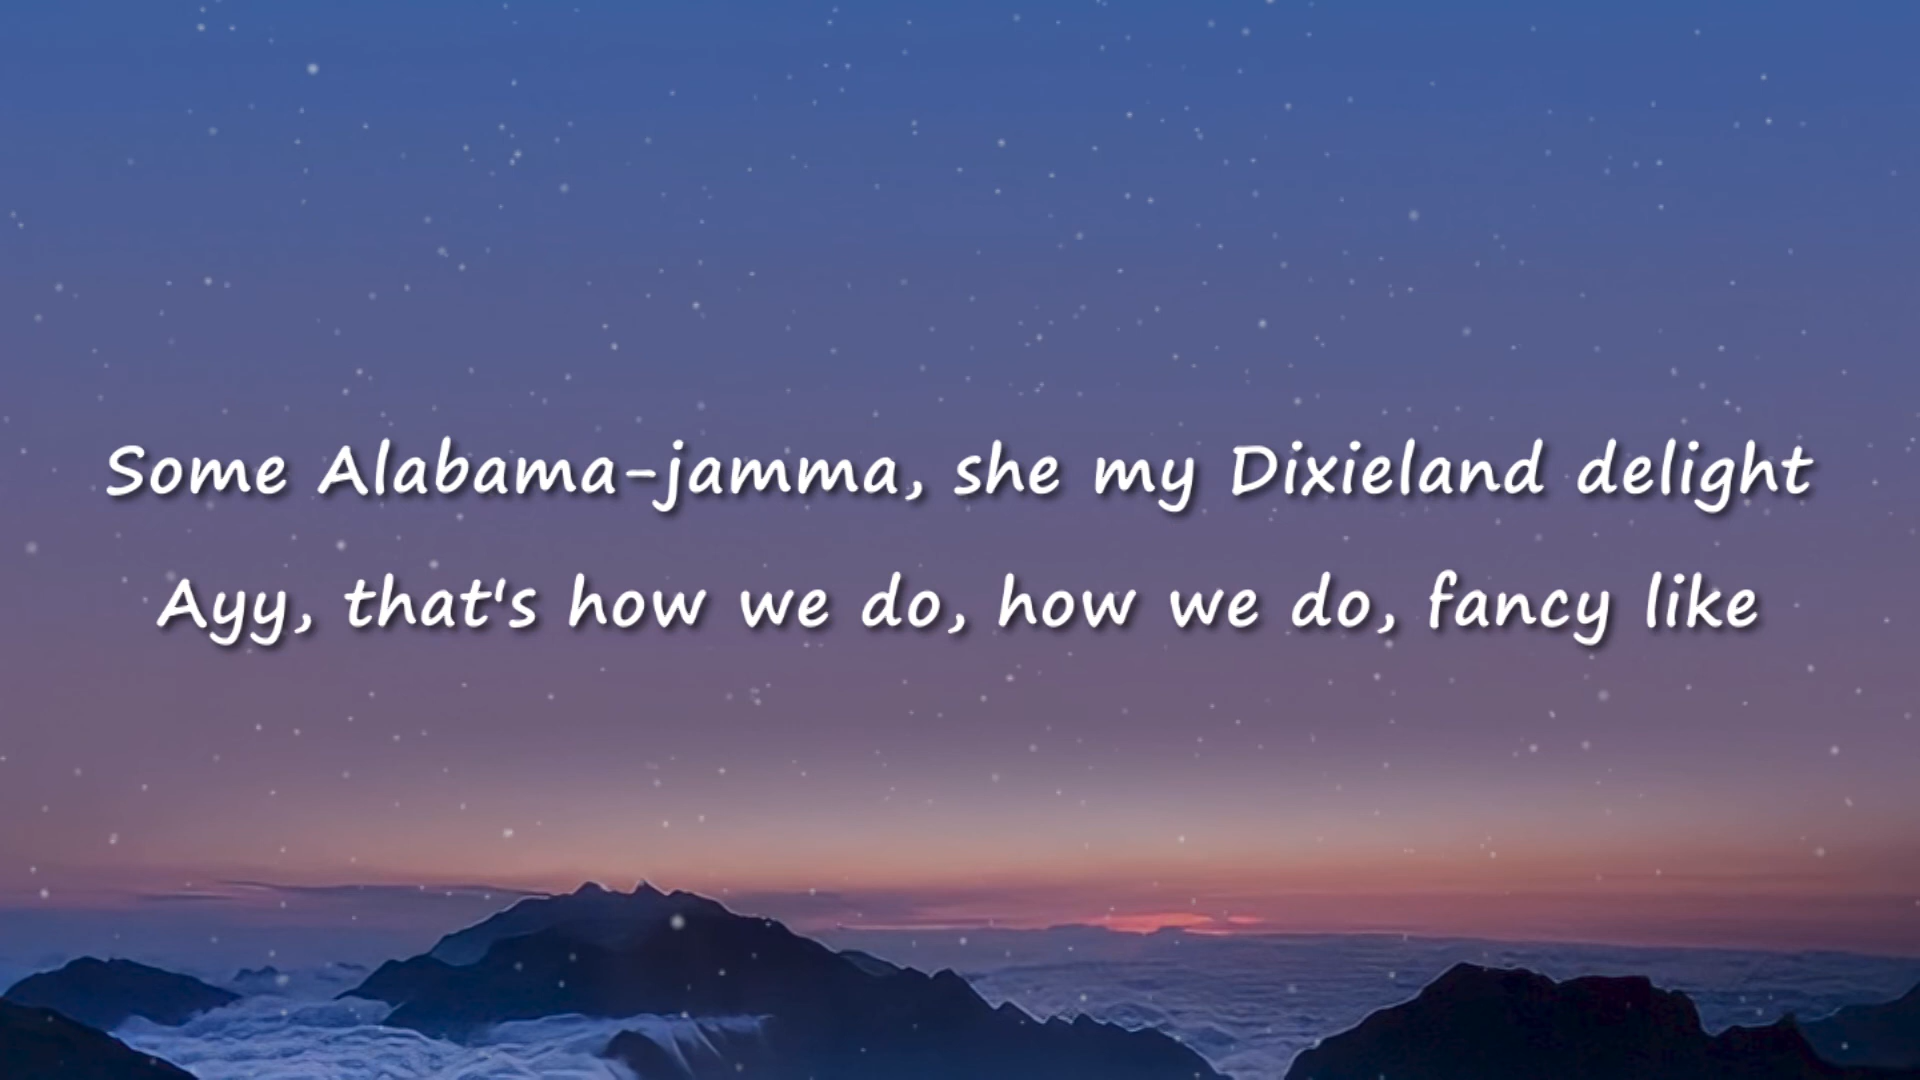 Some Alabama-jamma, she my Dixieland delight
Ayy, that's how we do, how we do, fancy like